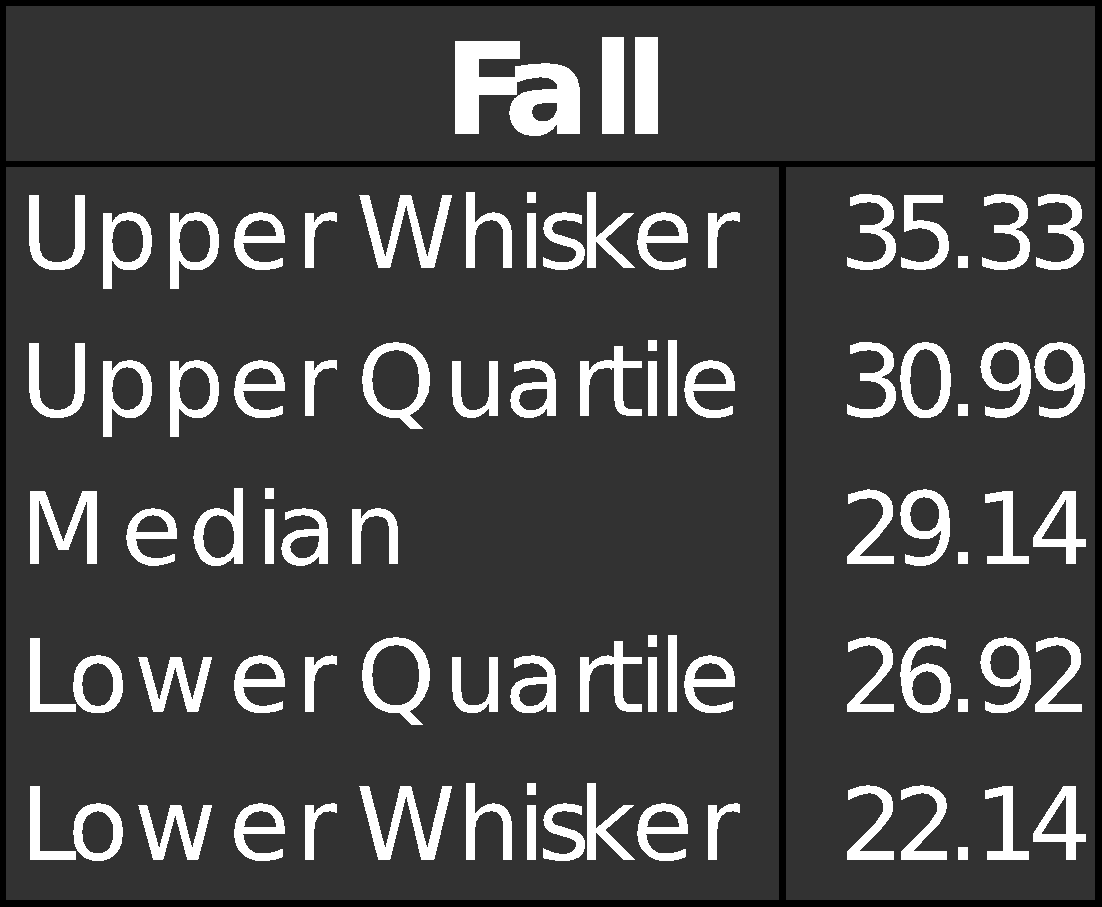 Fall
Upper Whisker 35.33
Upper Quartile 30.99
Median 29.14
Lower Quartile 26.92
Lower Whisker 22.14